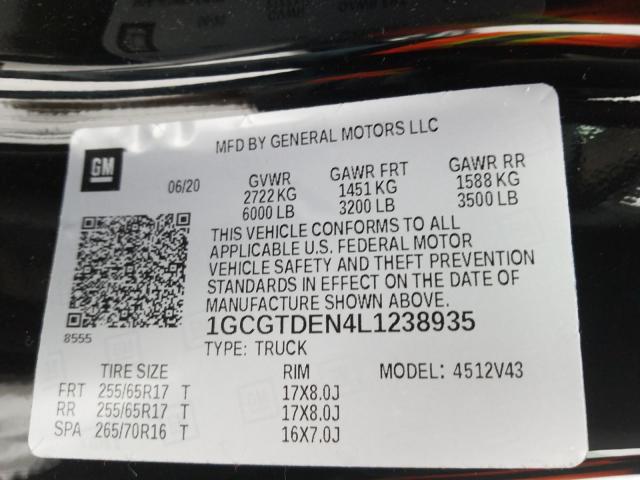 MFD BY GENERAL MOTORS LLC
GM
06/20
GVWR GAWR FRT GAWR RR
2722 KG 1451 KG 1588 KG
6000 LB 3200 LB 3500 LB
THIS VEHICLE CONFORMS TO ALL
APPLICABLE U.S. FEDERAL MOTOR
VEHICLE SAFETY AND THEFT PREVENTION
STANDARDS IN EFFECT ON THE DATE OF
MANUFACTURE SHOWN ABOVE.
8555
1GCGTDEN4L1238935
TYPE: TRUCK
TIRE SIZE RIM MODEL: 4512V43
FRT 255/65R17 T 17X8.0J
RR 255/65R17 T 17X8.0J
SPA 265/70R16 T 16X7.0J